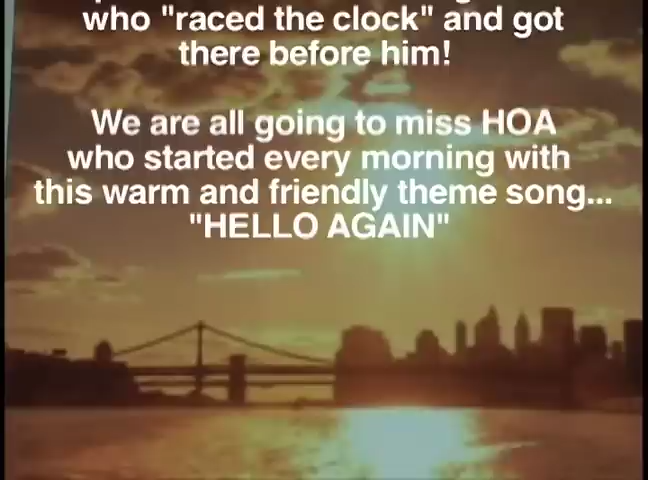 who "raced the clock" and got
there before him!
We are all going to miss HOA
who started every morning with
this warm and friendly theme song...
"HELLO AGAIN"